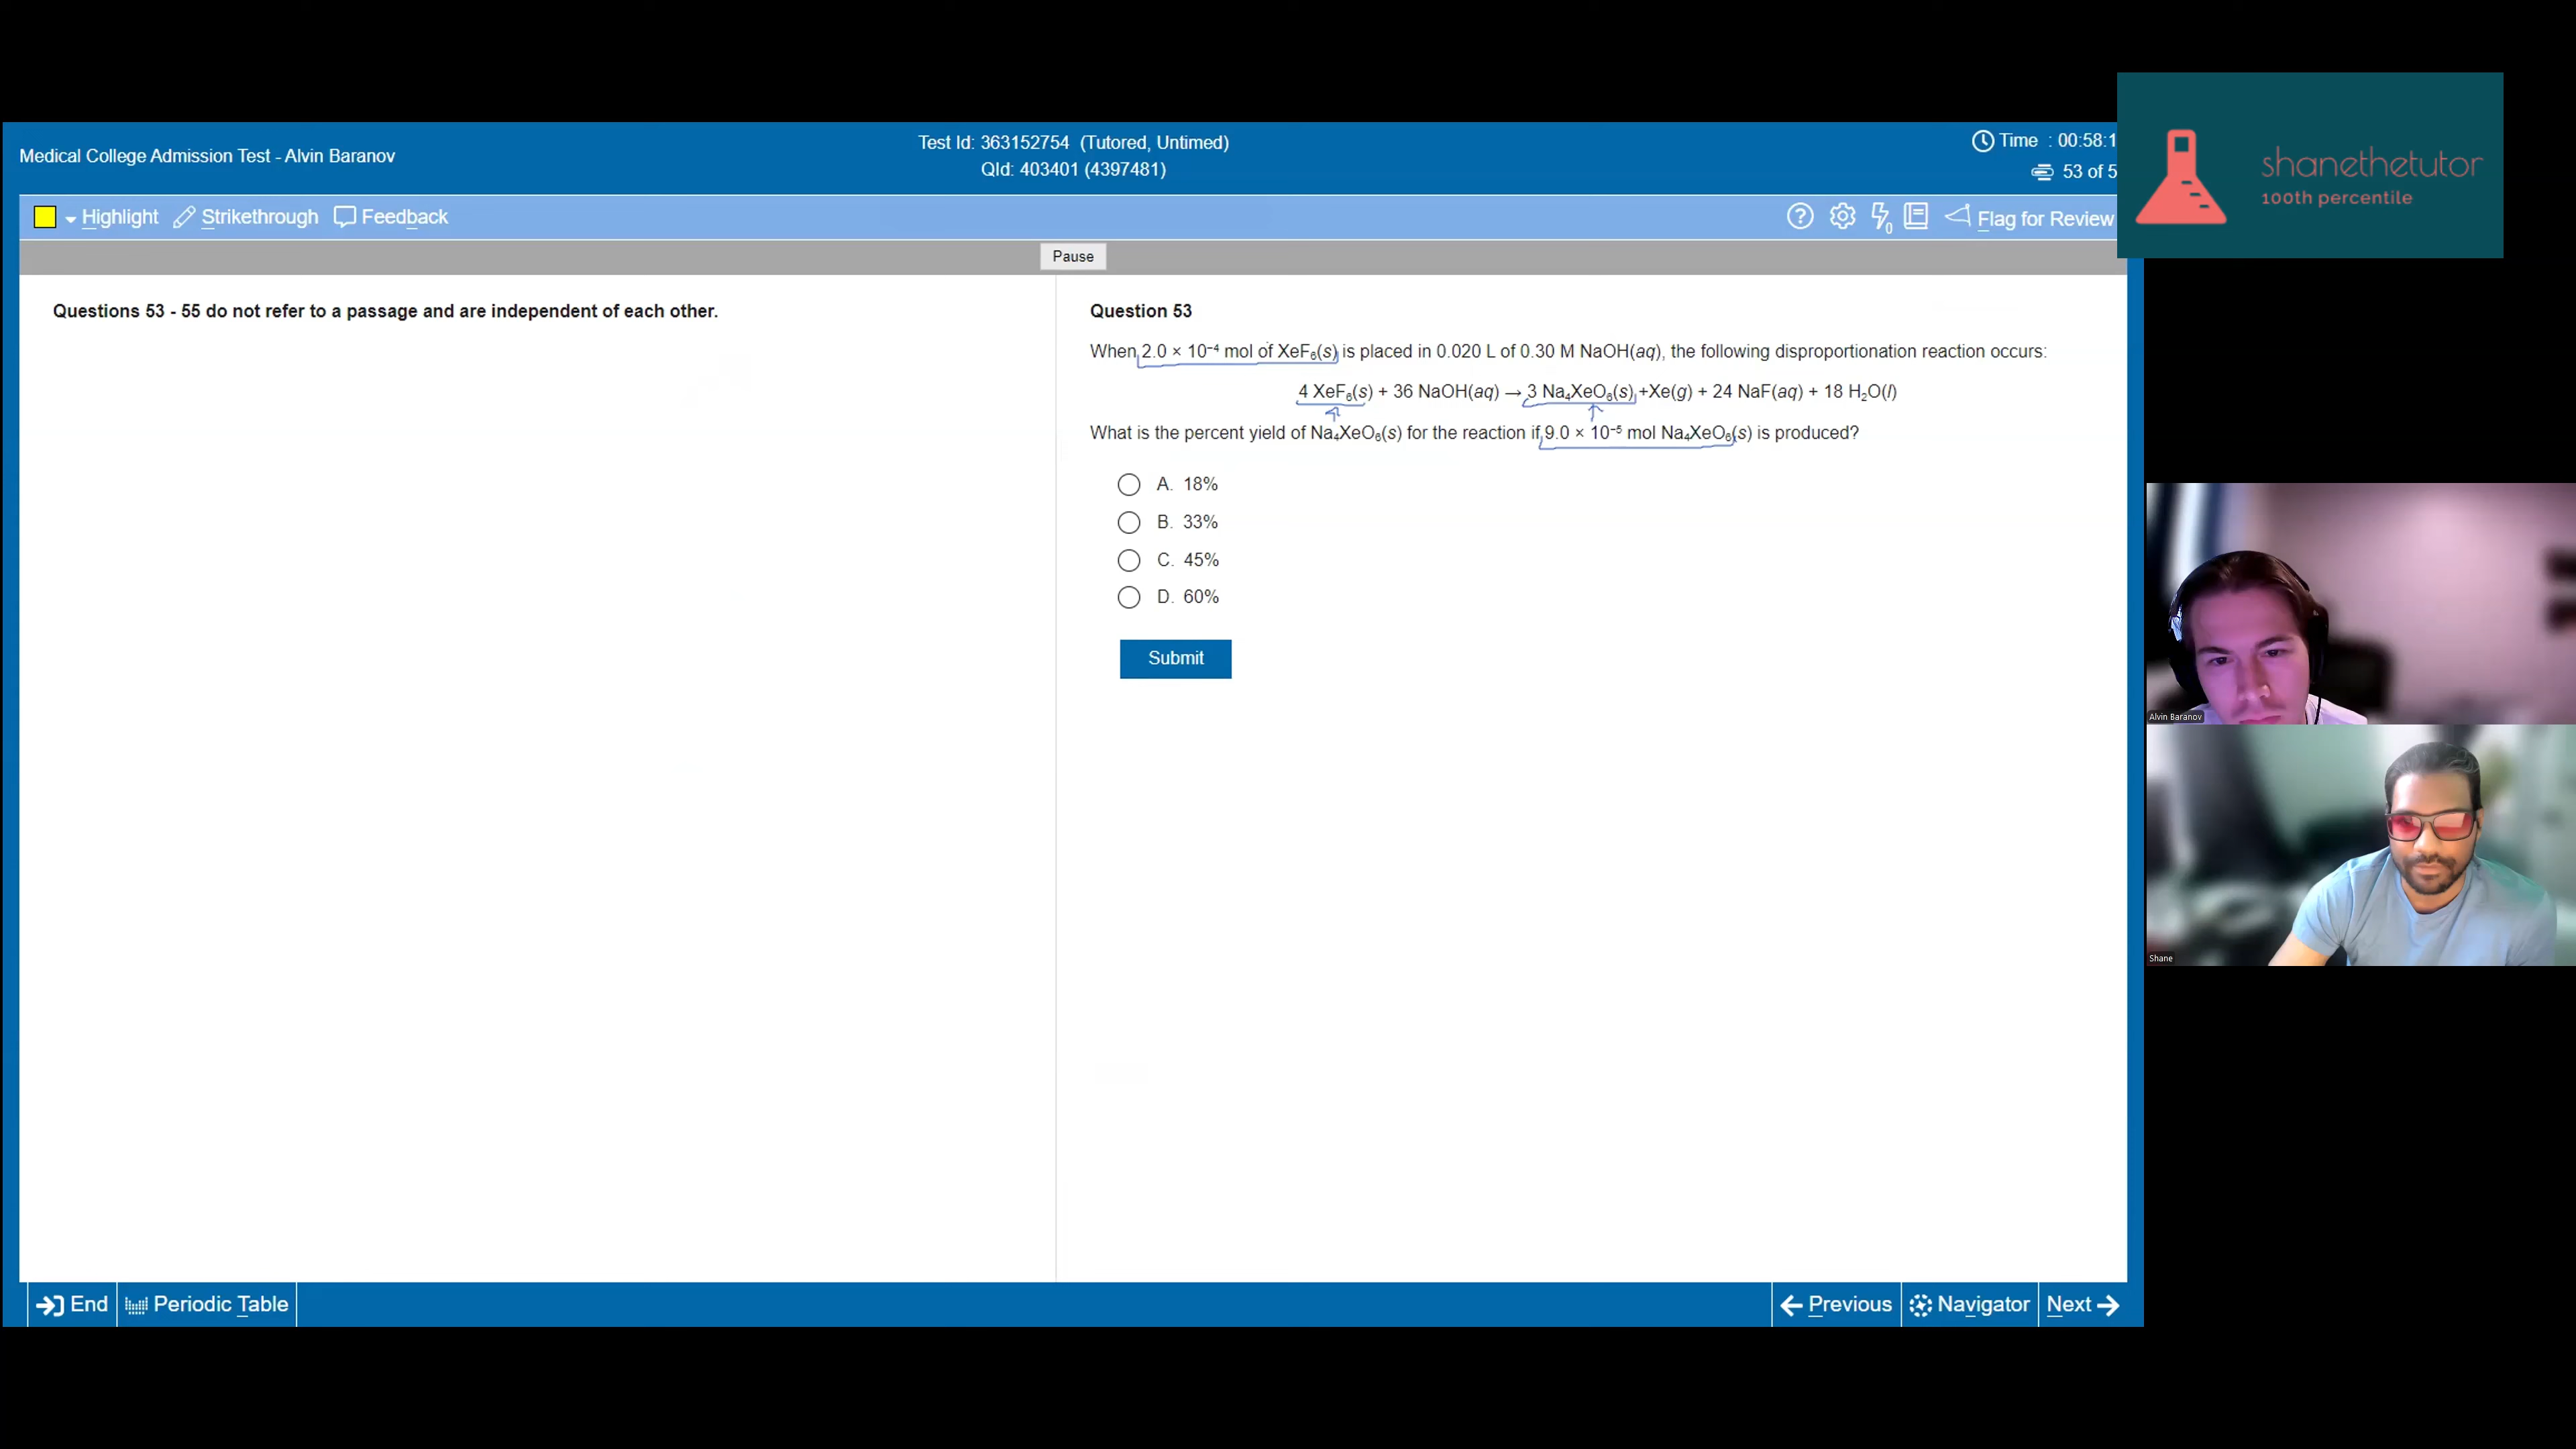 shanethetutor
100th percentile
Medical College Admission Test - Alvin Baranov
Test Id: 363152754 (Tutored, Untimed)
QId: 403401 (4397481)
Time : 00:58:1
53 of 5
Highlight Strikethrough Feedback
0 Flag for Review
Pause
Questions 53 - 55 do not refer to a passage and are independent of each other.
Question 53
When 2.0 × 10⁻⁴ mol of XeF₆(s) is placed in 0.020 L of 0.30 M NaOH(aq), the following disproportionation reaction occurs:
4 XeF₆(s) + 36 NaOH(aq) → 3 Na₄XeO₆(s) +Xe(g) + 24 NaF(aq) + 18 H₂O(l)
What is the percent yield of Na₄XeO₆(s) for the reaction if 9.0 × 10⁻⁵ mol Na₄XeO₆(s) is produced?
A. 18%
B. 33%
C. 45%
D. 60%
Submit
Alvin Baranov
Shane
End Periodic Table
Previous Navigator Next